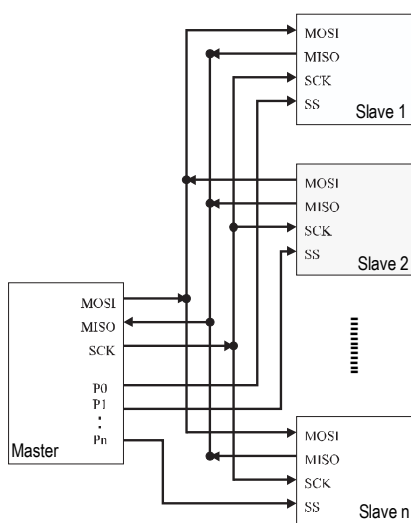 MOSI
MISO
SCK
SS
Slave 1
MOSI
MISO
SCK
SS
Slave 2
MOSI
MISO
SCK
P0
P1
Pn
Master
MOSI
MISO
SCK
SS
Slave n